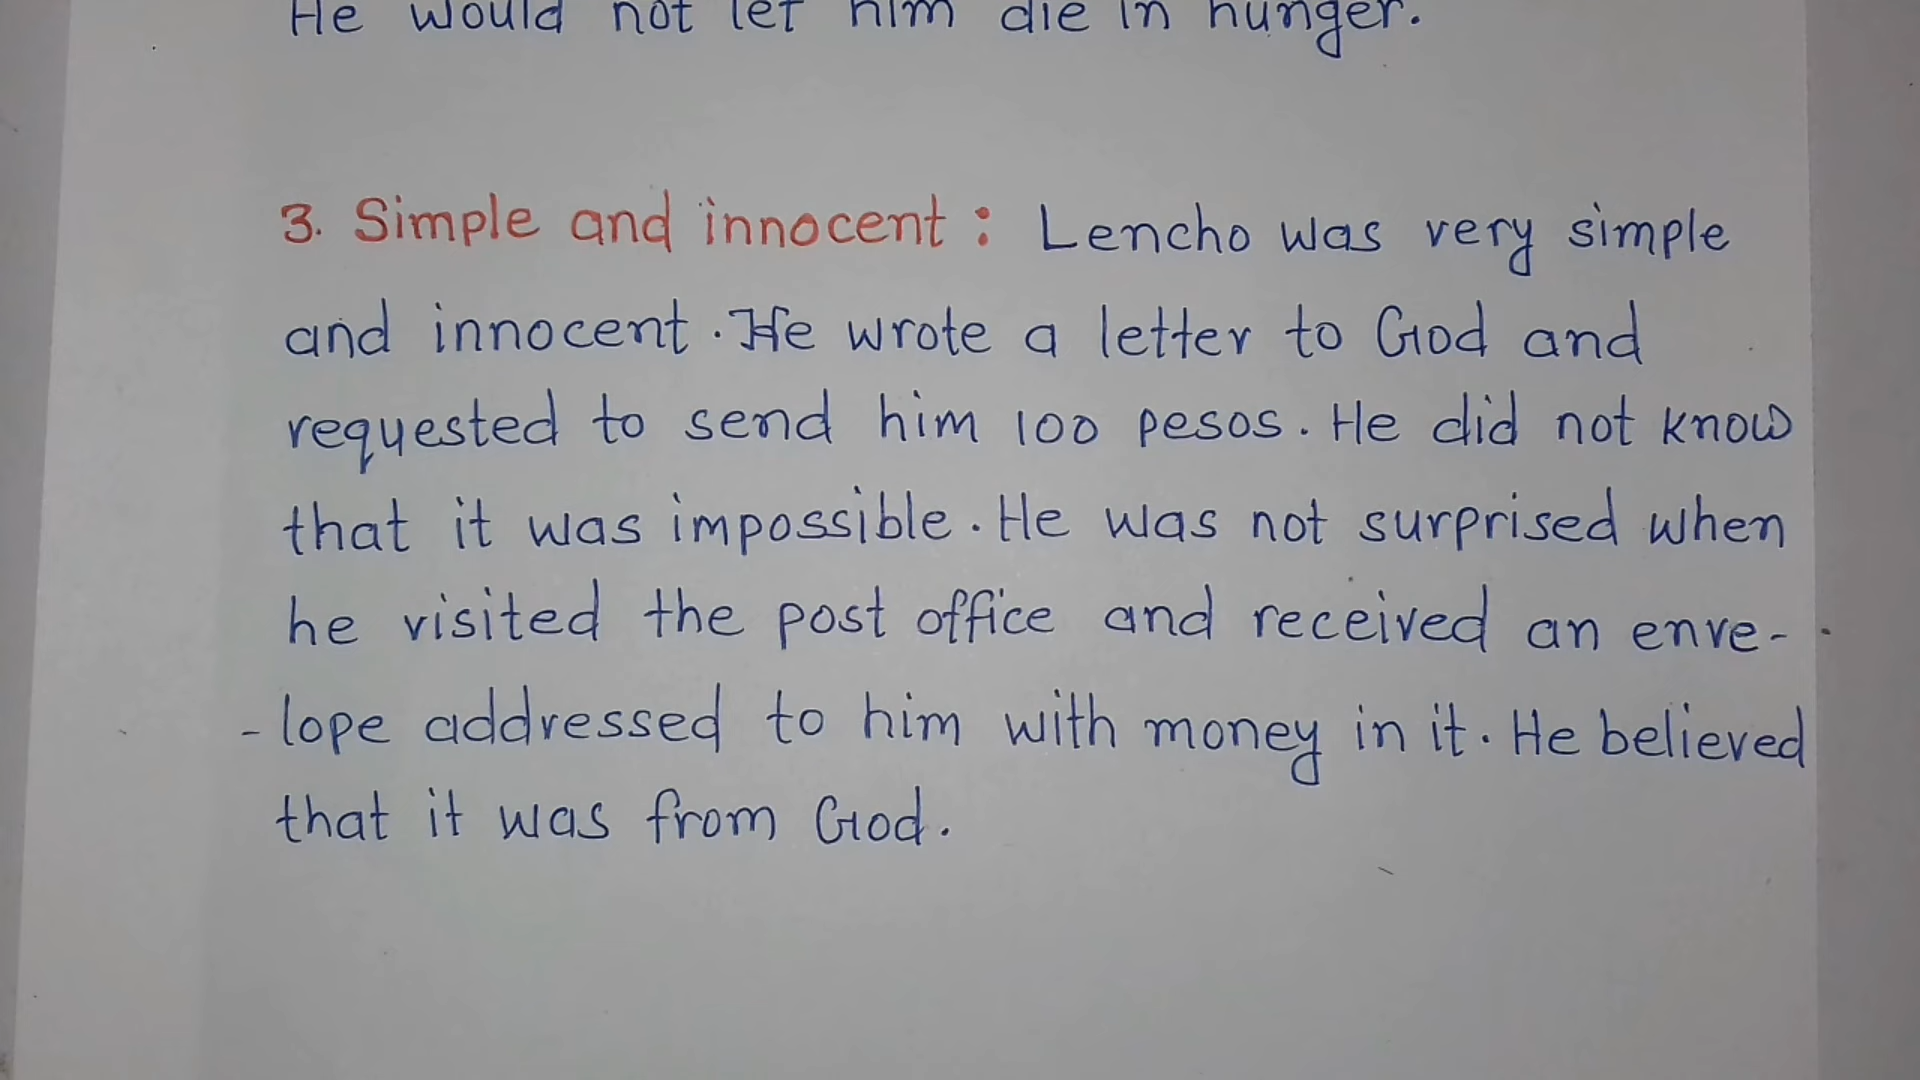 He would not let him die in hunger.
3. Simple and innocent : Lencho was very simple
and innocent. He wrote a letter to God and
requested to send him 100 pesos. He did not know
that it was impossible. He was not surprised when
he visited the post office and received an enve-
-lope addressed to him with money in it. He believed
that it was from God.